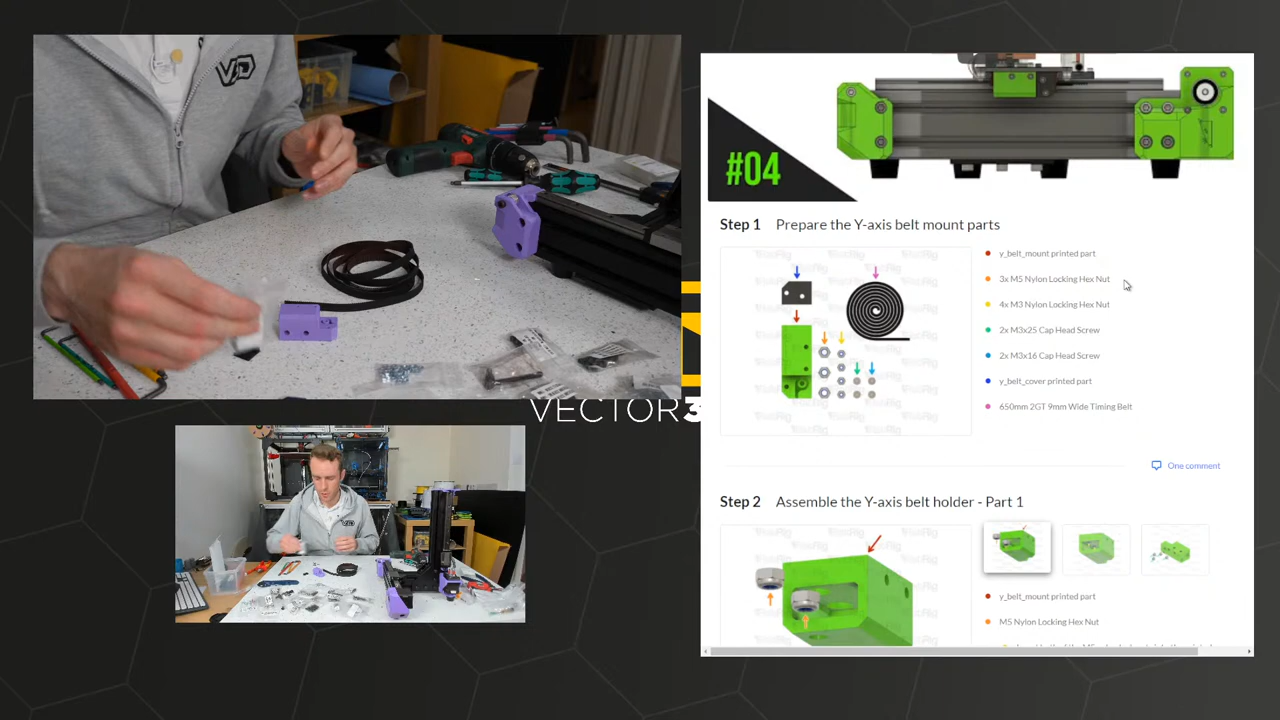 #04
Step 1 Prepare the Y-axis belt mount parts
y_belt_mount printed part
3x M5 Nylon Locking Hex Nut
4x M3 Nylon Locking Hex Nut
2x M3x25 Cap Head Screw
2x M3x16 Cap Head Screw
y_belt_cover printed part
650mm 2GT 9mm Wide Timing Belt
One comment
Step 2 Assemble the Y-axis belt holder - Part 1
y_belt_mount printed part
M5 Nylon Locking Hex Nut
VECTOR3